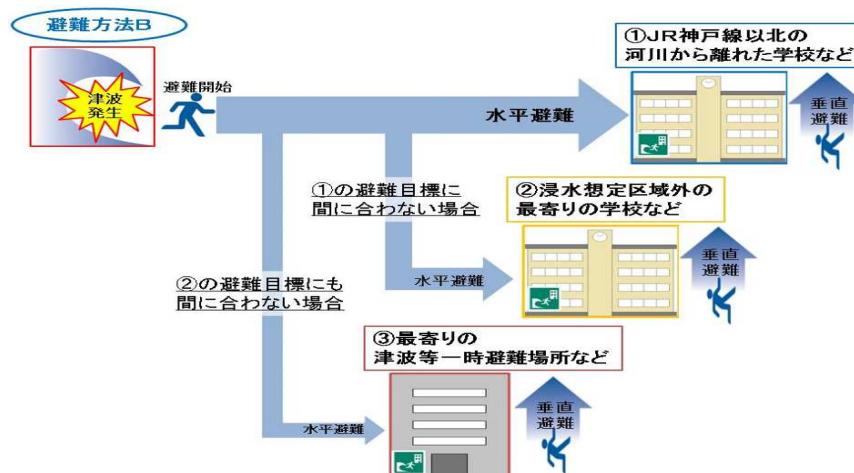 避難方法B
津波
発生
避難開始
水平避難
①JR神戸線以北の
河川から離れた学校など
垂直
避難
①の避難目標に
間に合わない場合
②浸水想定区域外の
最寄りの学校など
水平避難
垂直
避難
②の避難目標にも
間に合わない場合
③最寄りの
津波等一時避難場所など
水平避難
垂直
避難